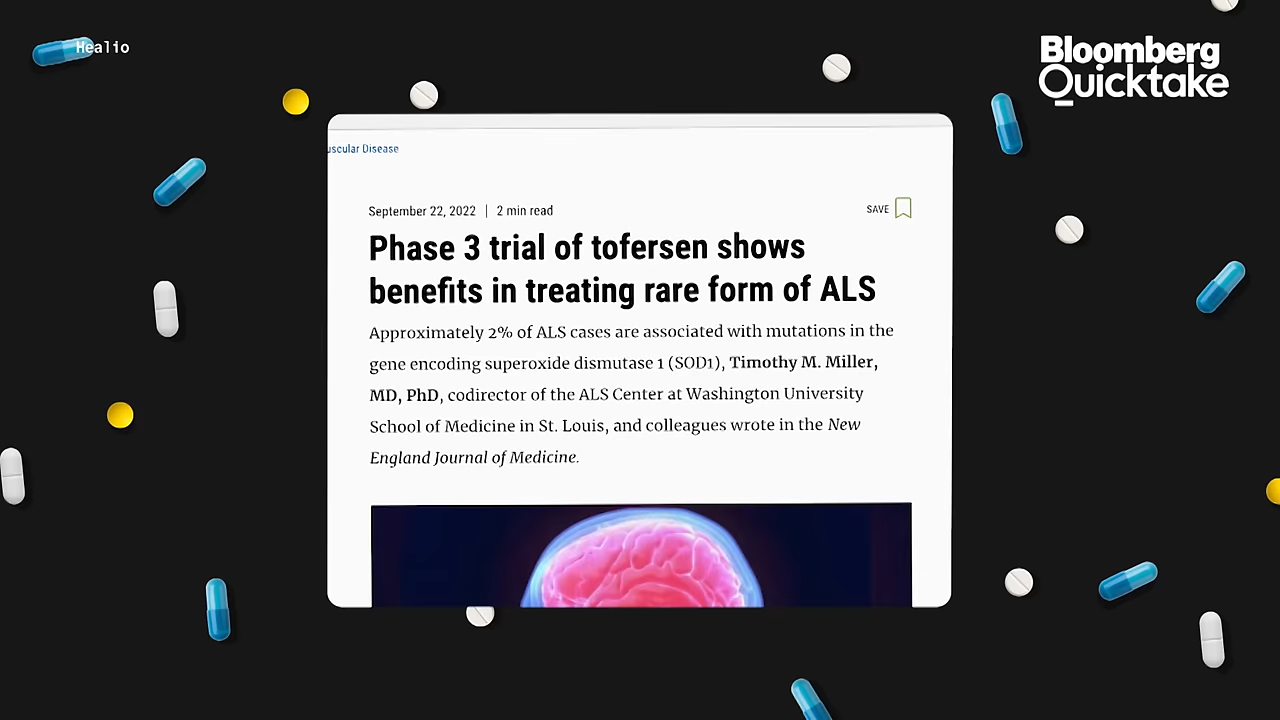 Healio
Bloomberg
Quicktake
uscular Disease
September 22, 2022 | 2 min read
SAVE
Phase 3 trial of tofersen shows
benefits in treating rare form of ALS
Approximately 2% of ALS cases are associated with mutations in the
gene encoding superoxide dismutase 1 (SOD1), Timothy M. Miller,
MD, PhD, codirector of the ALS Center at Washington University
School of Medicine in St. Louis, and colleagues wrote in the New
England Journal of Medicine.